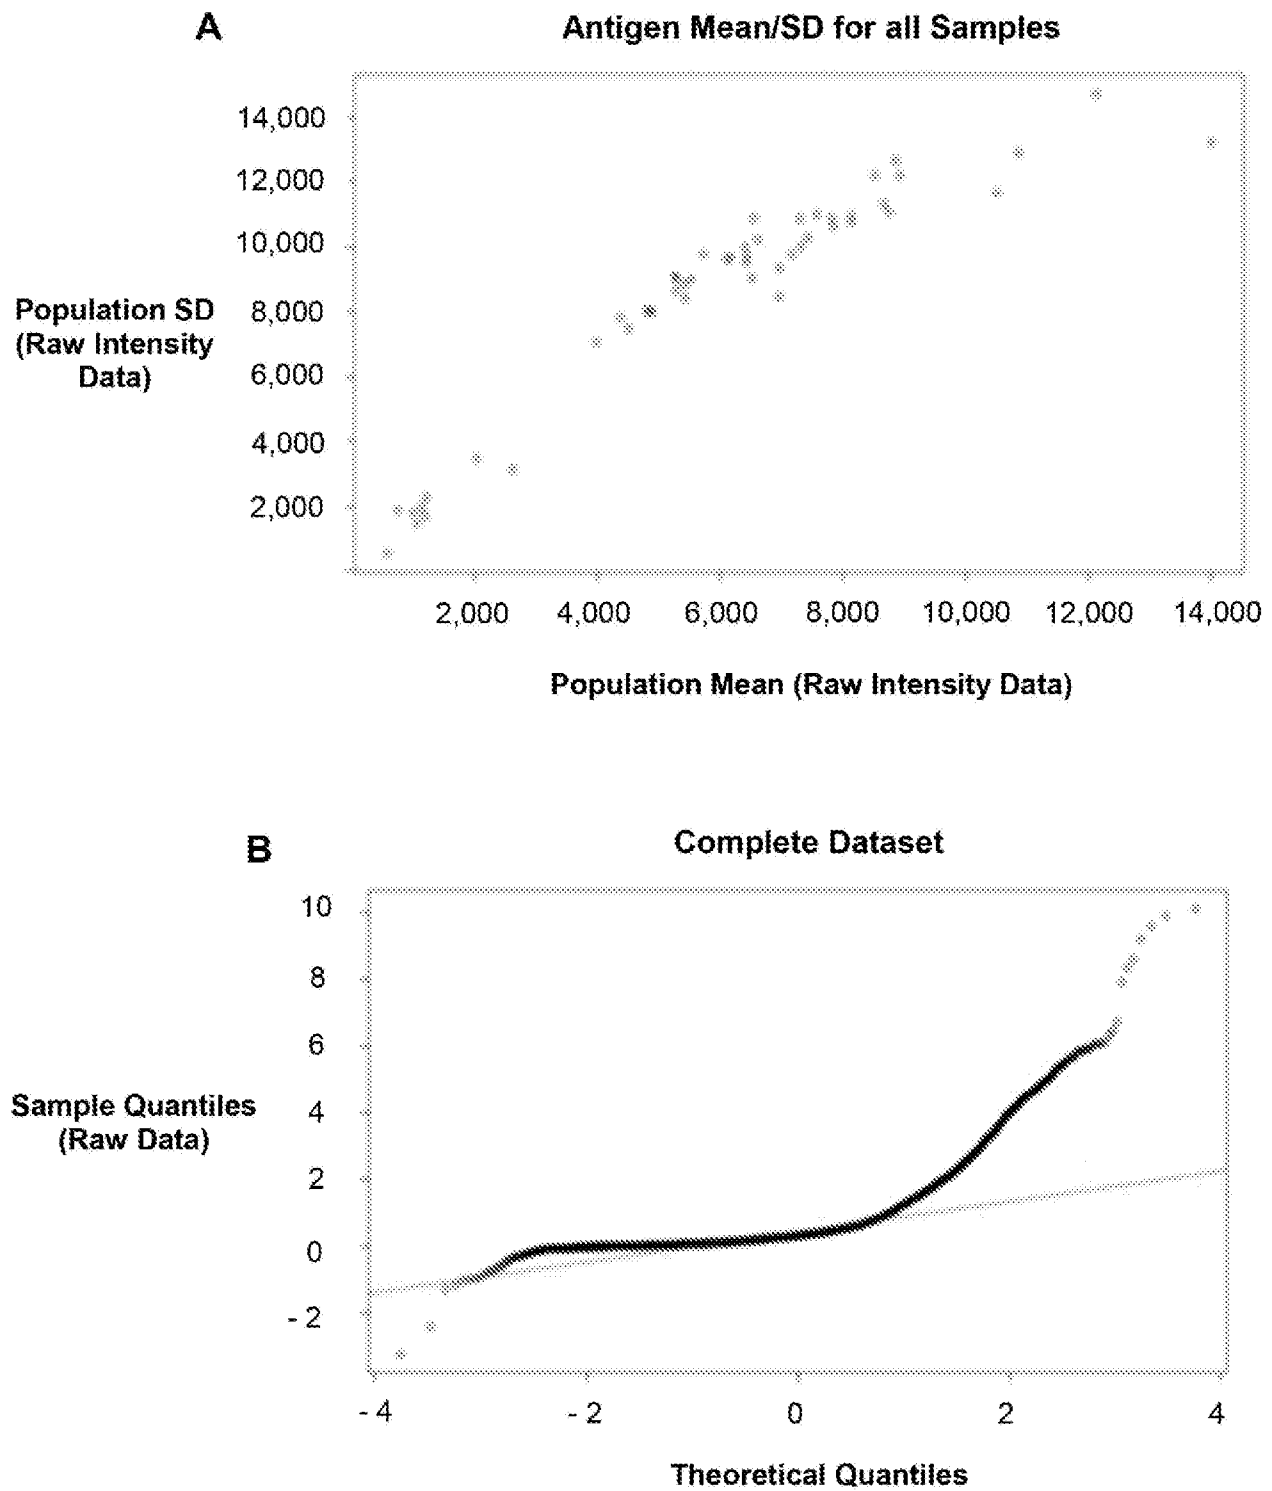 A
Antigen Mean/SD for all Samples
14,000
12,000
10,000
8,000
6,000
4,000
2,000
Population SD
(Raw Intensity
Data)
2,000 4,000 6,000 8,000 10,000 12,000 14,000
Population Mean (Raw Intensity Data)
B
Complete Dataset
10
8
6
4
2
0
- 2
Sample Quantiles
(Raw Data)
- 4 - 2 0 2 4
Theoretical Quantiles